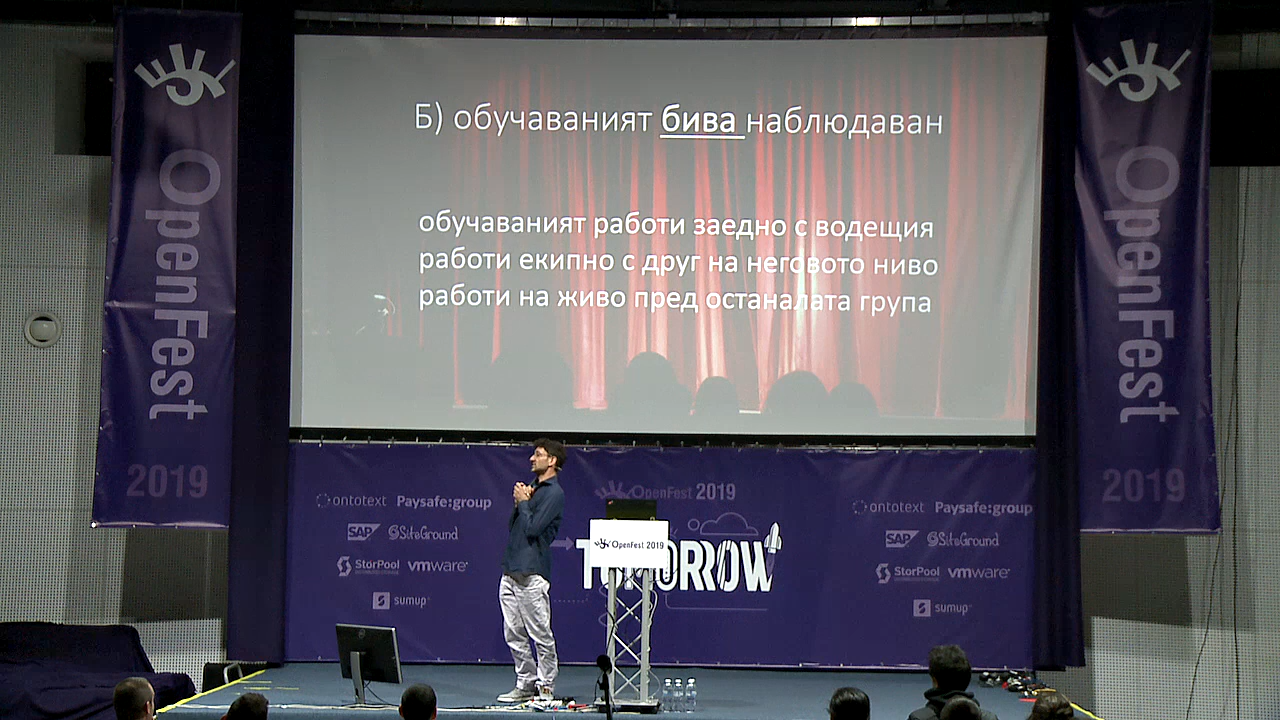 Б) обучаваният бива наблюдаван
обучаваният работи заедно с водещия
работи екипно с друг на неговото ниво
работи на живо пред останалата група
OpenFest
2019
OpenFest
2019
OpenFest 2019
TOMORROW
OpenFest 2019
ontotext Paysafe:group
SAP SiteGround
StorPool vmware
sumup
ontotext Paysafe:group
SAP SiteGround
StorPool vmware
sumup